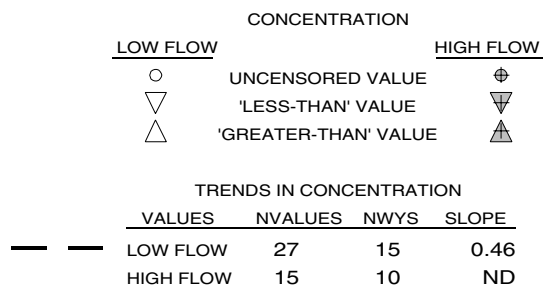 CONCENTRATION
LOW FLOW HIGH FLOW
UNCENSORED VALUE
'LESS-THAN' VALUE
'GREATER-THAN' VALUE
TRENDS IN CONCENTRATION
VALUES NVALUES NWYS SLOPE
LOW FLOW 27 15 0.46
HIGH FLOW 15 10 ND